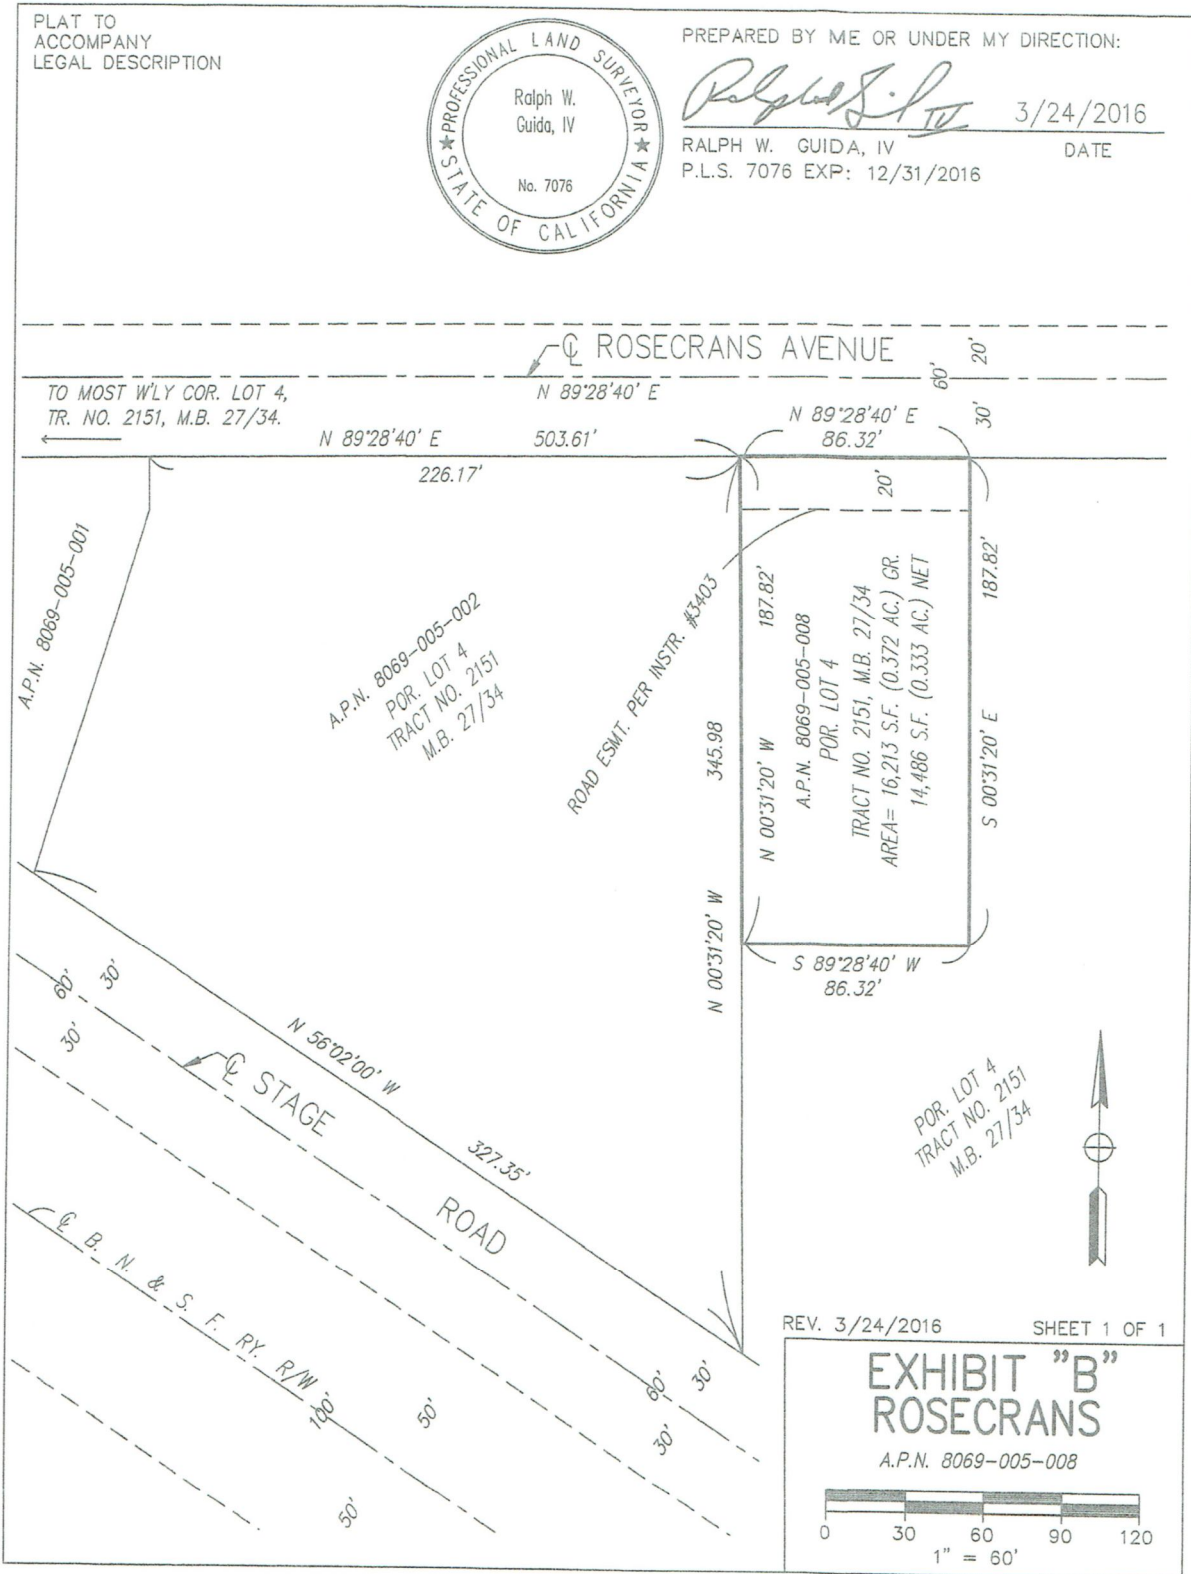 PLAT TO
ACCOMPANY
LEGAL DESCRIPTION
PROFESSIONAL LAND SURVEYOR
STATE OF CALIFORNIA
Ralph W.
Guida, IV
No. 7076
PREPARED BY ME OR UNDER MY DIRECTION:
3/24/2016
RALPH W. GUIDA, IV
DATE
P.L.S. 7076 EXP: 12/31/2016
℄ ROSECRANS AVENUE
20'
60'
30'
N 89°28'40' E
TO MOST W'LY COR. LOT 4,
TR. NO. 2151, M.B. 27/34.
N 89°28'40' E 503.61'
226.17'
N 89°28'40' E
86.32'
20'
A.P.N. 8069-005-001
A.P.N. 8069-005-002
POR. LOT 4
TRACT NO. 2151
M.B. 27/34
ROAD ESMT. PER INSTR. #3403
N 00°31'20' W 345.98
N 00°31'20' W 187.82'
A.P.N. 8069-005-008
POR. LOT 4
TRACT NO. 2151, M.B. 27/34
AREA= 16,213 S.F. (0.372 AC.) GR.
14,486 S.F. (0.333 AC.) NET
S 00°31'20' E 187.82'
S 89°28'40' W
86.32'
60' 30'
30'
N 56°02'00' W 327.35'
℄ STAGE ROAD
℄ B. N. & S. F. RY. R/W
100' 50'
50'
60' 30'
30'
POR. LOT 4
TRACT NO. 2151
M.B. 27/34
REV. 3/24/2016 SHEET 1 OF 1
EXHIBIT "B"
ROSECRANS
A.P.N. 8069-005-008
0 30 60 90 120
1" = 60'